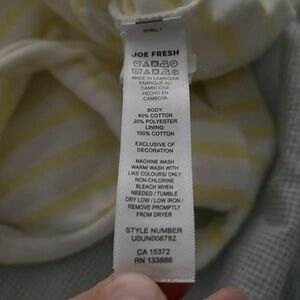 JOE FRESH
MADE IN CAMBODIA
FABRIQUÉ AU
CAMBODGE
HECHO EN
CAMBOYA
BODY:
80% COTTON
20% POLYESTER
LINING:
100% COTTON
EXCLUSIVE OF
DECORATION
MACHINE WASH
WARM/ WASH WITH
LIKE COLOURS/ ONLY
NON-CHLORINE
BLEACH WHEN
NEEDED / TUMBLE
DRY LOW / LOW IRON /
REMOVE PROMPTLY
FROM DRYER
STYLE NUMBER
U0UN008782
CA 15372
RN 133886